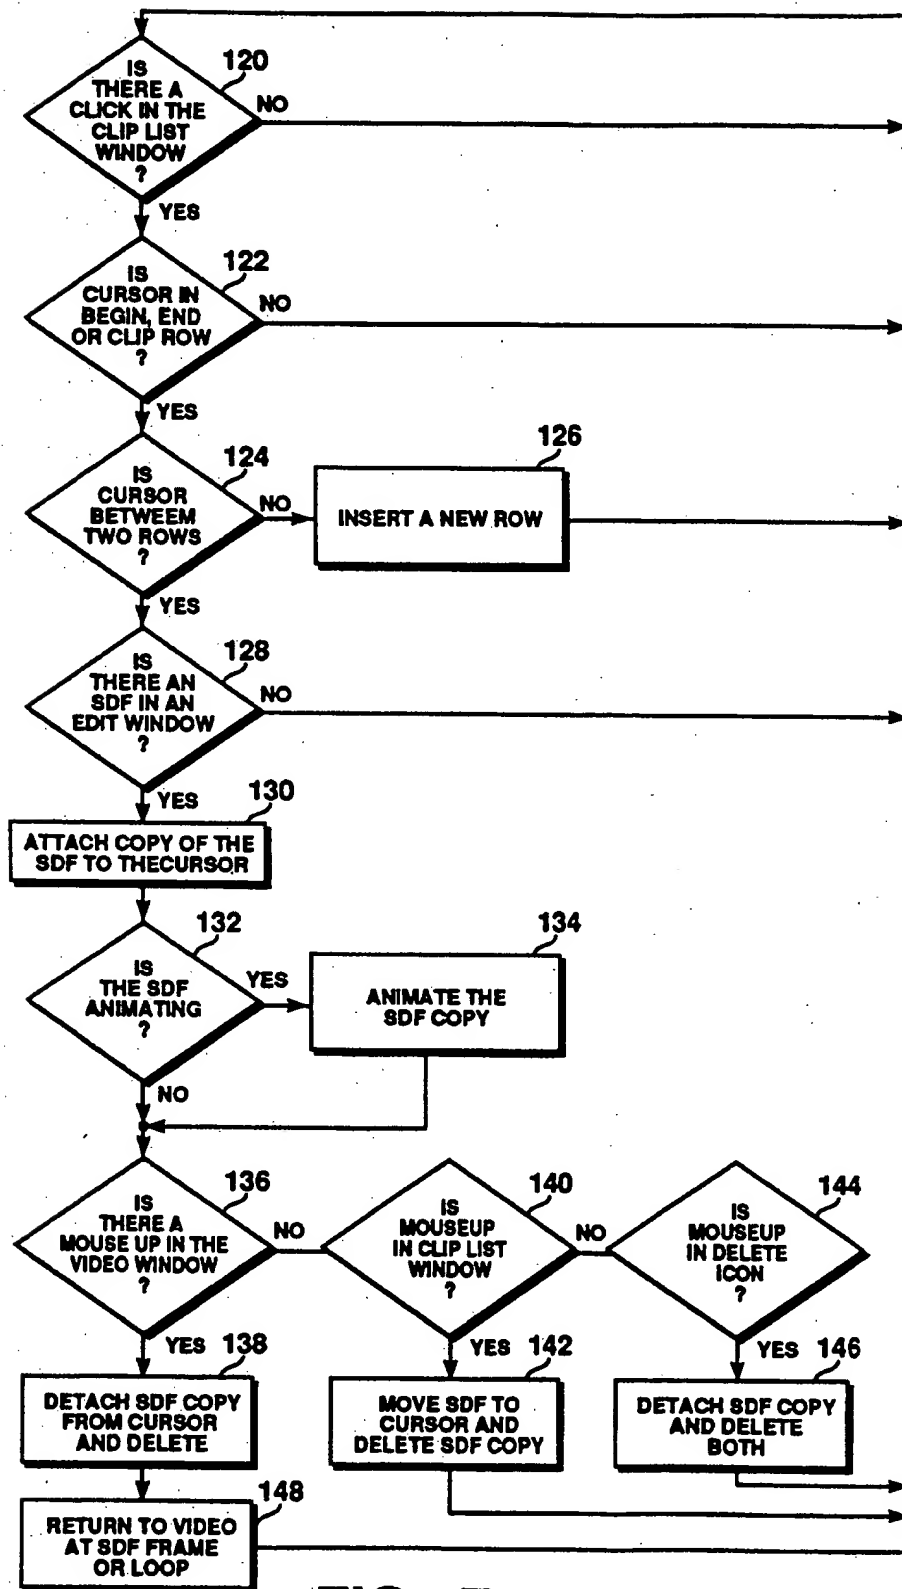 120
IS
THERE A
CLICK IN THE
CLIP LIST
WINDOW
?
NO
YES
122
IS
CURSOR IN
BEGIN, END
OR CLIP ROW
?
NO
YES
124
IS
CURSOR
BETWEEM
TWO ROWS
?
NO
126
INSERT A NEW ROW
YES
128
IS
THERE AN
SDF IN AN
EDIT WINDOW
?
NO
YES
130
ATTACH COPY OF THE
SDF TO THECURSOR
132
IS
THE SDF
ANIMATING
?
YES
134
ANIMATE THE
SDF COPY
NO
136
IS
THERE A
MOUSE UP IN THE
VIDEO WINDOW
?
NO
140
IS
MOUSEUP
IN CLIP LIST
WINDOW
?
NO
144
IS
MOUSEUP
IN DELETE
ICON
?
YES
138
DETACH SDF COPY
FROM CURSOR
AND DELETE
YES
142
MOVE SDF TO
CURSOR AND
DELETE SDF COPY
YES
146
DETACH SDF COPY
AND DELETE
BOTH
148
RETURN TO VIDEO
AT SDF FRAME
OR LOOP